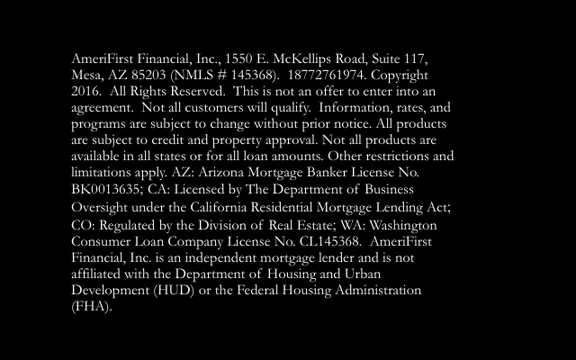 AmeriFirst Financial, Inc., 1550 E. McKellips Road, Suite 117,
Mesa, AZ 85203 (NMLS # 145368).  18772761974. Copyright
2016.  All Rights Reserved.  This is not an offer to enter into an
agreement.  Not all customers will qualify.  Information, rates, and
programs are subject to change without prior notice. All products
are subject to credit and property approval. Not all products are
available in all states or for all loan amounts. Other restrictions and
limitations apply. AZ: Arizona Mortgage Banker License No.
BK0013635; CA: Licensed by The Department of Business
Oversight under the California Residential Mortgage Lending Act;
CO: Regulated by the Division of Real Estate; WA: Washington
Consumer Loan Company License No. CL145368.  AmeriFirst
Financial, Inc. is an independent mortgage lender and is not
affiliated with the Department of Housing and Urban
Development (HUD) or the Federal Housing Administration
(FHA).